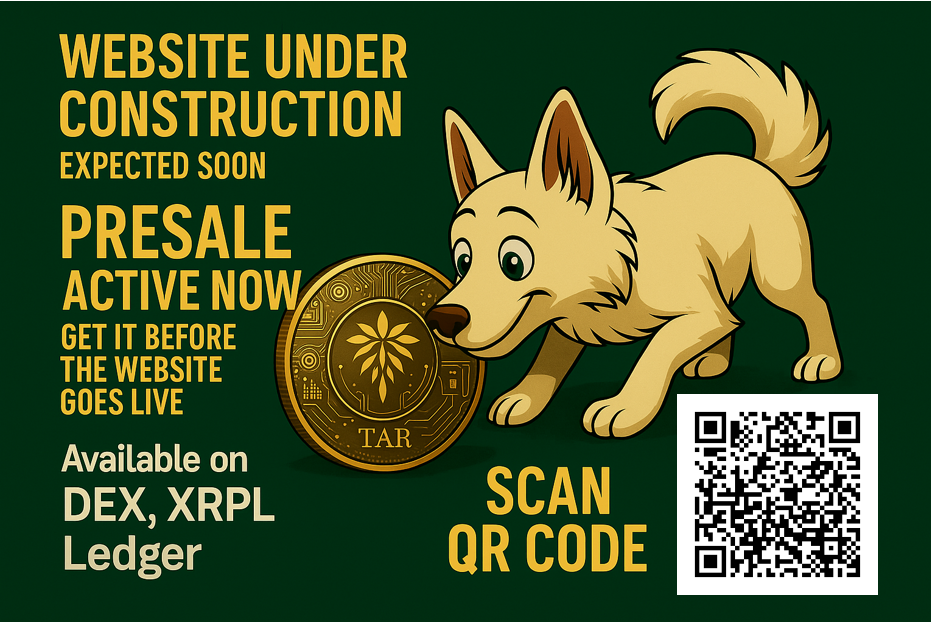 WEBSITE UNDER
CONSTRUCTION
EXPECTED SOON
PRESALE
ACTIVE NOW
GET IT BEFORE
THE WEBSITE
GOES LIVE
Available on
DEX, XRPL
Ledger
TAR
SCAN
QR CODE